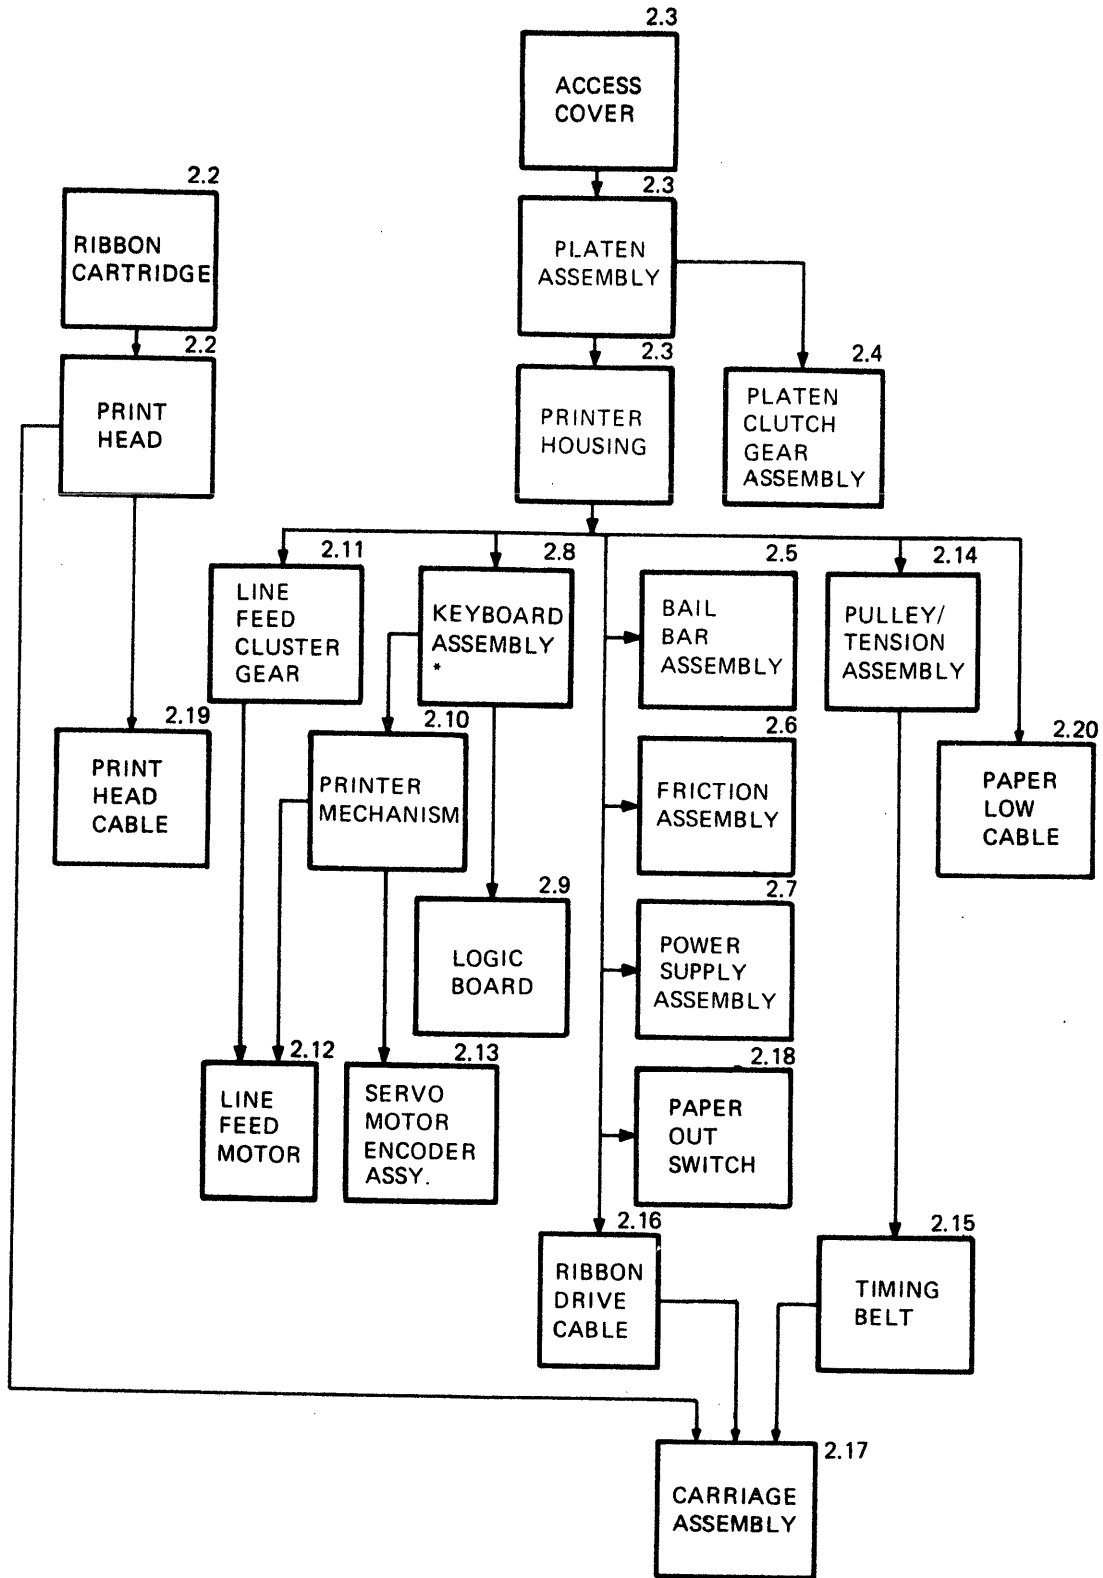 2.3
ACCESS
COVER
2.2
RIBBON
CARTRIDGE
2.3
PLATEN
ASSEMBLY
2.2
PRINT
HEAD
2.3
PRINTER
HOUSING
2.4
PLATEN
CLUTCH
GEAR
ASSEMBLY
2.11
LINE
FEED
CLUSTER
GEAR
2.8
KEYBOARD
ASSEMBLY
*
2.5
BAIL
BAR
ASSEMBLY
2.14
PULLEY/
TENSION
ASSEMBLY
2.19
PRINT
HEAD
CABLE
2.10
PRINTER
MECHANISM
2.6
FRICTION
ASSEMBLY
2.20
PAPER
LOW
CABLE
2.9
LOGIC
BOARD
2.7
POWER
SUPPLY
ASSEMBLY
2.12
LINE
FEED
MOTOR
2.13
SERVO
MOTOR
ENCODER
ASSY.
2.18
PAPER
OUT
SWITCH
2.16
RIBBON
DRIVE
CABLE
2.15
TIMING
BELT
2.17
CARRIAGE
ASSEMBLY